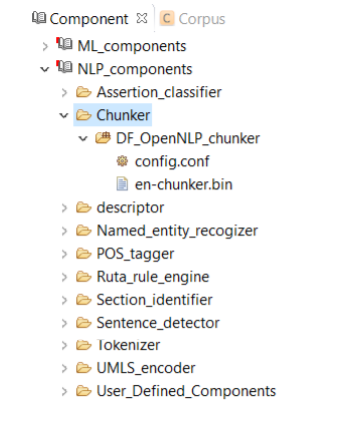 Component Corpus
ML_components
NLP_components
Assertion_classifier
Chunker
DF_OpenNLP_chunker
config.conf
en-chunker.bin
descriptor
Named_entity_recogizer
POS_tagger
Ruta_rule_engine
Section_identifier
Sentence_detector
Tokenizer
UMLS_encoder
User_Defined_Components